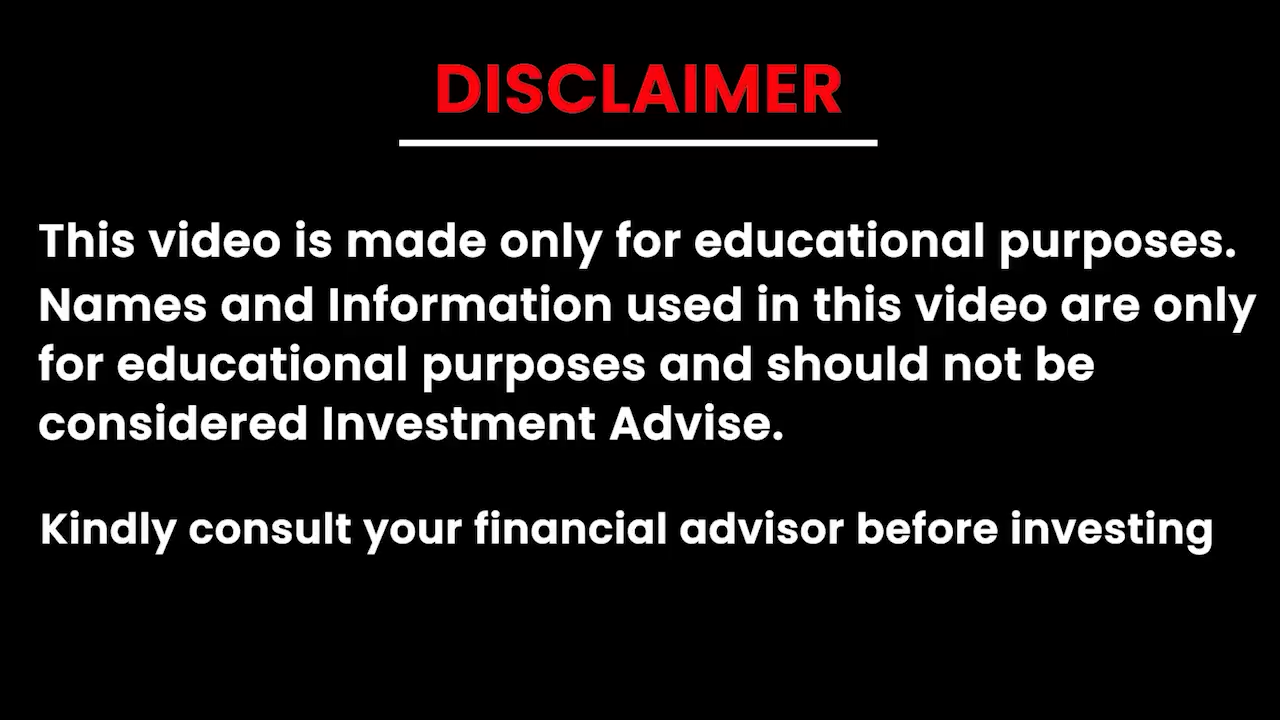 DISCLAIMER
This video is made only for educational purposes.
Names and Information used in this video are only
for educational purposes and should not be
considered Investment Advise.
Kindly consult your financial advisor before investing